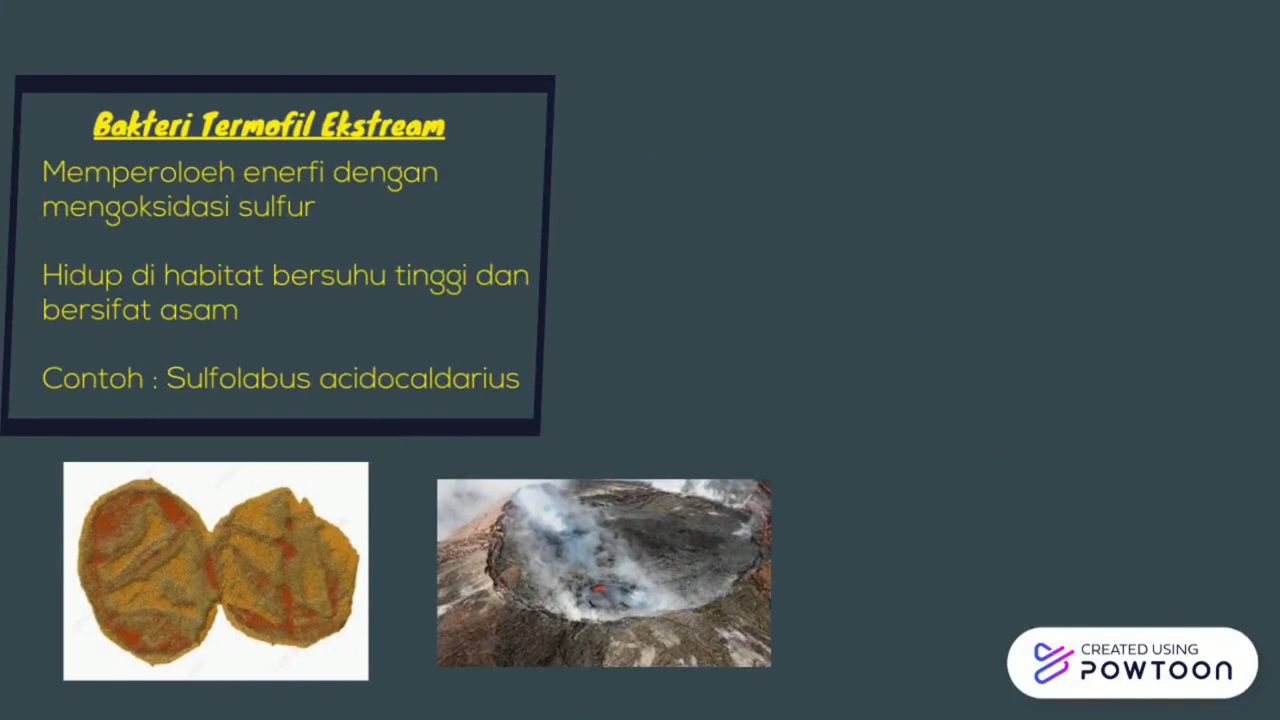 Bakteri Termofil Ekstream
Memperoloeh enerfi dengan
mengoksidasi sulfur
Hidup di habitat bersuhu tinggi dan
bersifat asam
Contoh : Sulfolabus acidocaldarius
CREATED USING
POWTOON